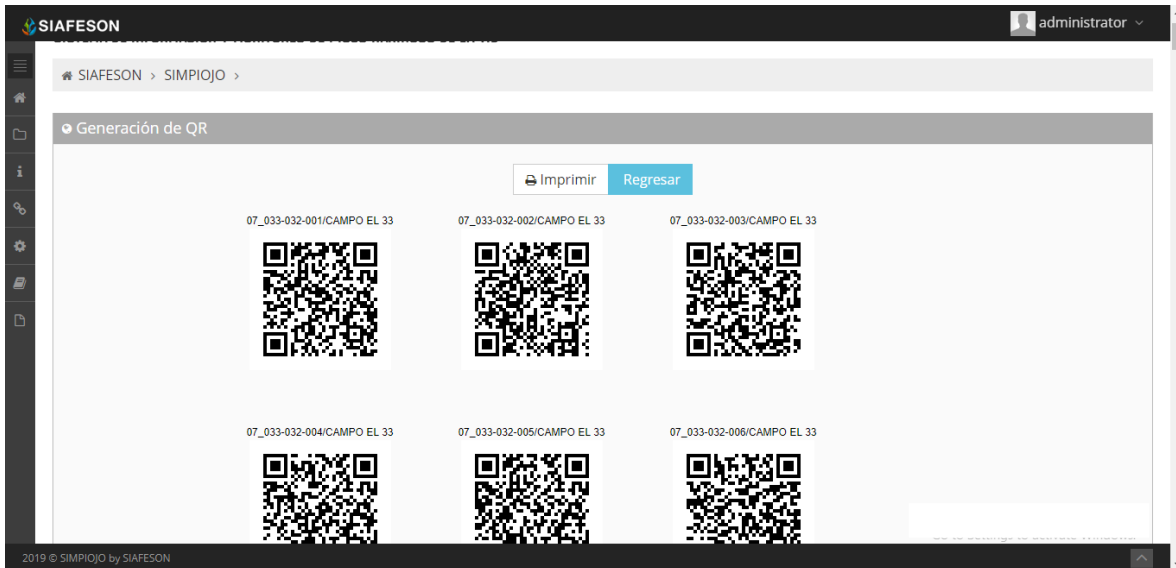 SIAFESON
administrator
SIAFESON > SIMPIOJO >
Generación de QR
Imprimir Regresar
07_033-032-001/CAMPO EL 33 07_033-032-002/CAMPO EL 33 07_033-032-003/CAMPO EL 33
07_033-032-004/CAMPO EL 33 07_033-032-005/CAMPO EL 33 07_033-032-006/CAMPO EL 33
2019 © SIMPIOJO by SIAFESON